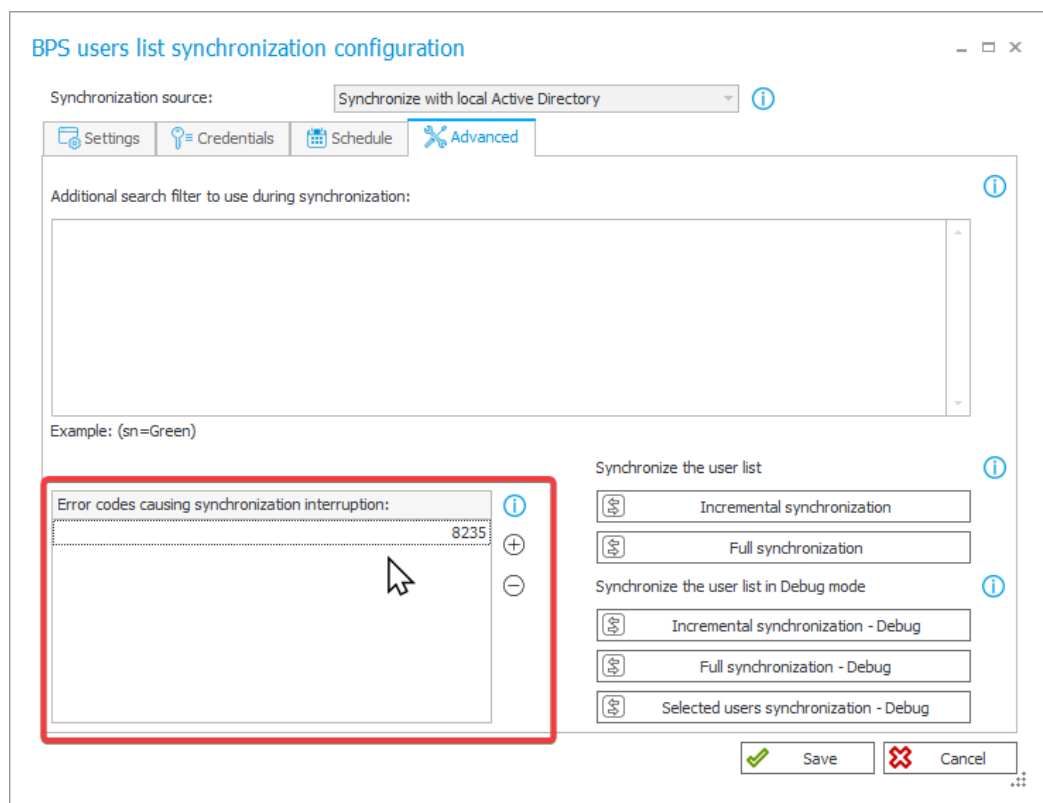 BPS users list synchronization configuration
Synchronization source:
Synchronize with local Active Directory
Settings
Credentials
Schedule
Advanced
Additional search filter to use during synchronization:
Example: (sn=Green)
Error codes causing synchronization interruption:
8235
Synchronize the user list
Incremental synchronization
Full synchronization
Synchronize the user list in Debug mode
Incremental synchronization - Debug
Full synchronization - Debug
Selected users synchronization - Debug
Save
Cancel